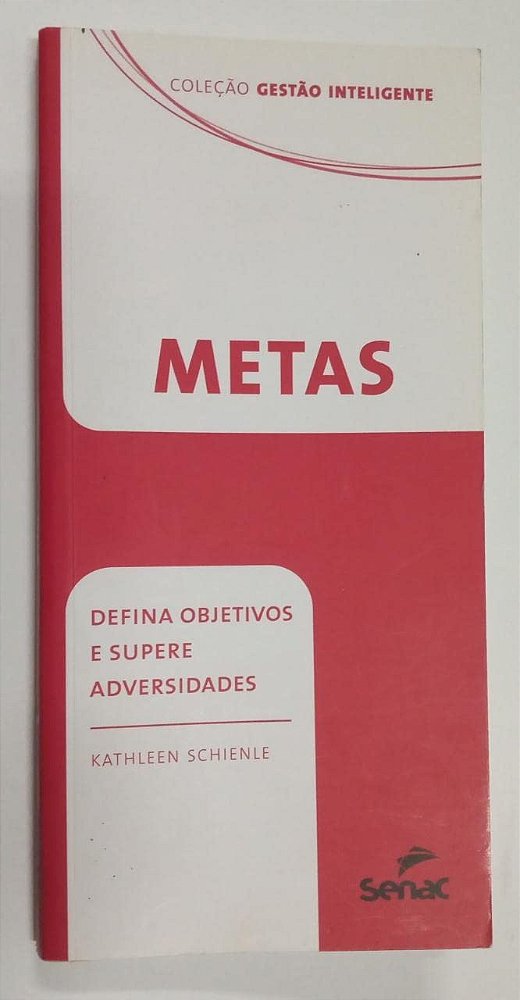 COLEÇÃO GESTÃO INTELIGENTE
METAS
DEFINA OBJETIVOS
E SUPERE
ADVERSIDADES
KATHLEEN SCHIENLE
senac